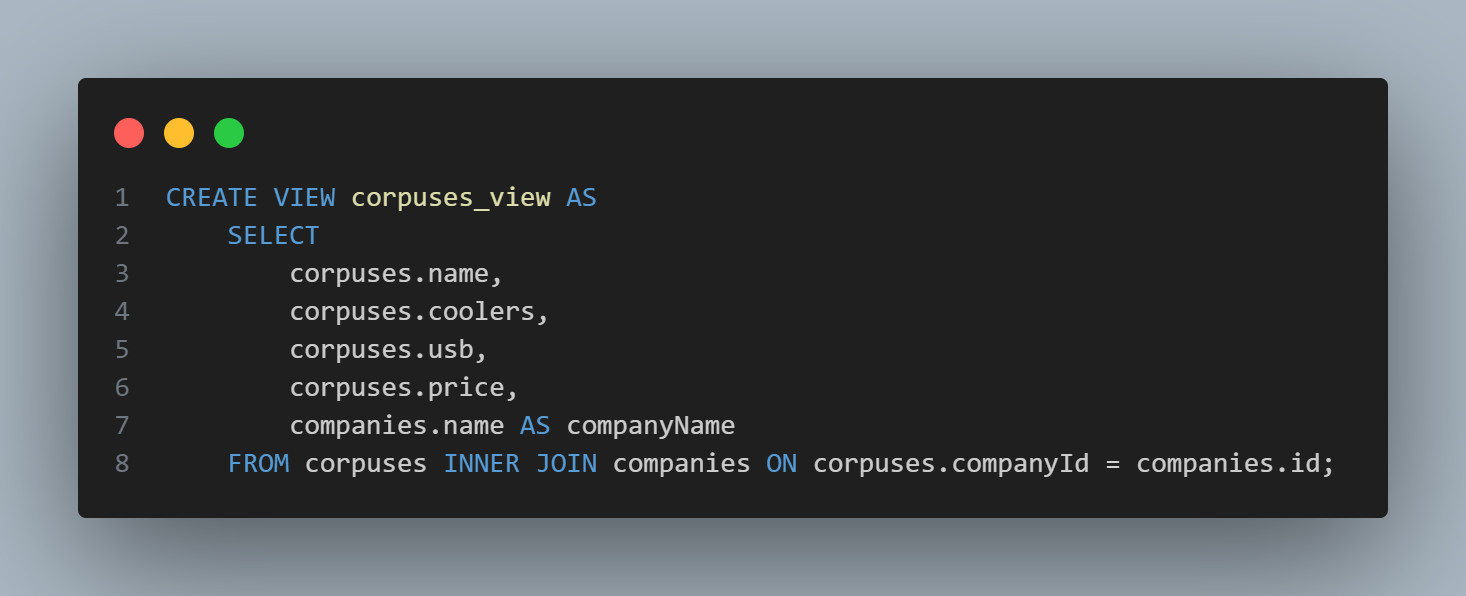 1 CREATE VIEW corpuses_view AS
2     SELECT
3         corpuses.name,
4         corpuses.coolers,
5         corpuses.usb,
6         corpuses.price,
7         companies.name AS companyName
8     FROM corpuses INNER JOIN companies ON corpuses.companyId = companies.id;